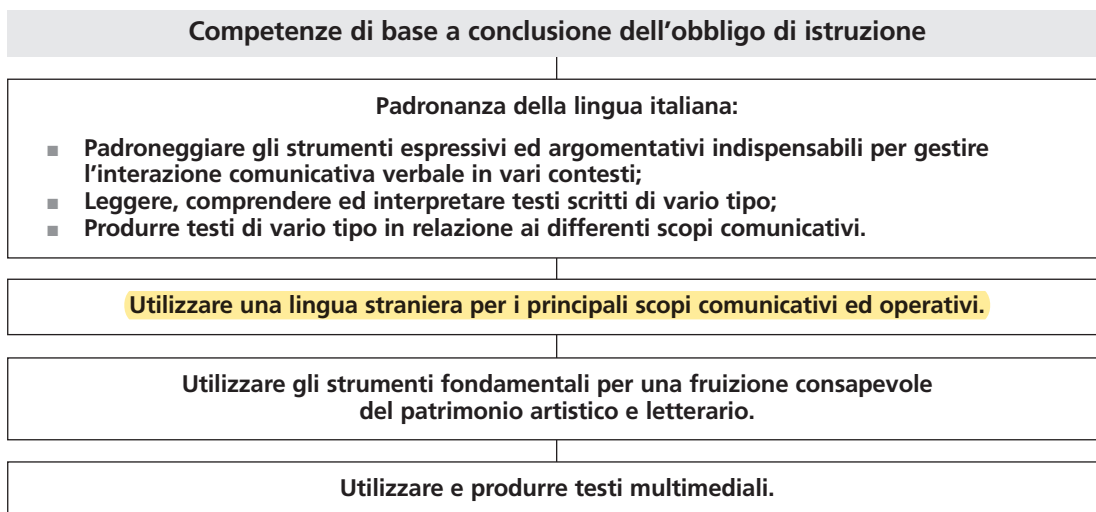 Competenze di base a conclusione dell’obbligo di istruzione
Padronanza della lingua italiana:
■ Padroneggiare gli strumenti espressivi ed argomentativi indispensabili per gestire
l’interazione comunicativa verbale in vari contesti;
■ Leggere, comprendere ed interpretare testi scritti di vario tipo;
■ Produrre testi di vario tipo in relazione ai differenti scopi comunicativi.
Utilizzare una lingua straniera per i principali scopi comunicativi ed operativi.
Utilizzare gli strumenti fondamentali per una fruizione consapevole
del patrimonio artistico e letterario.
Utilizzare e produrre testi multimediali.